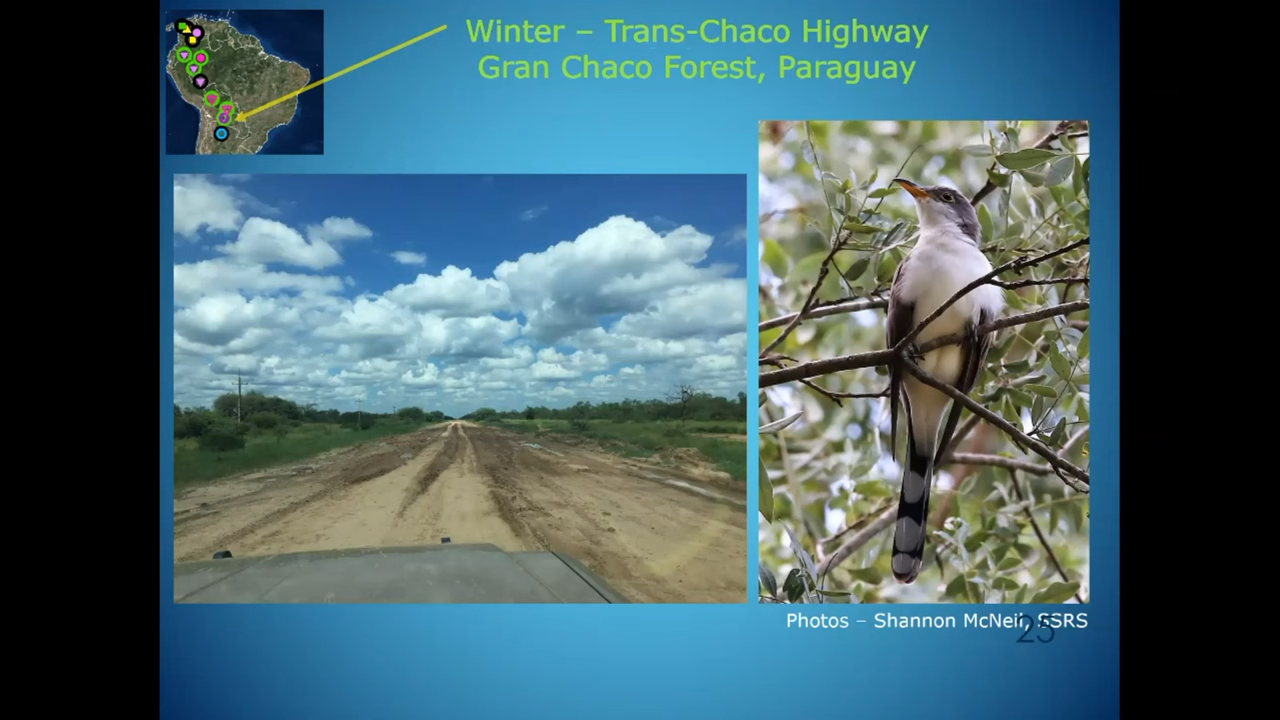 Winter – Trans-Chaco Highway
Gran Chaco Forest, Paraguay
Photos – Shannon McNeil, SSRS
25